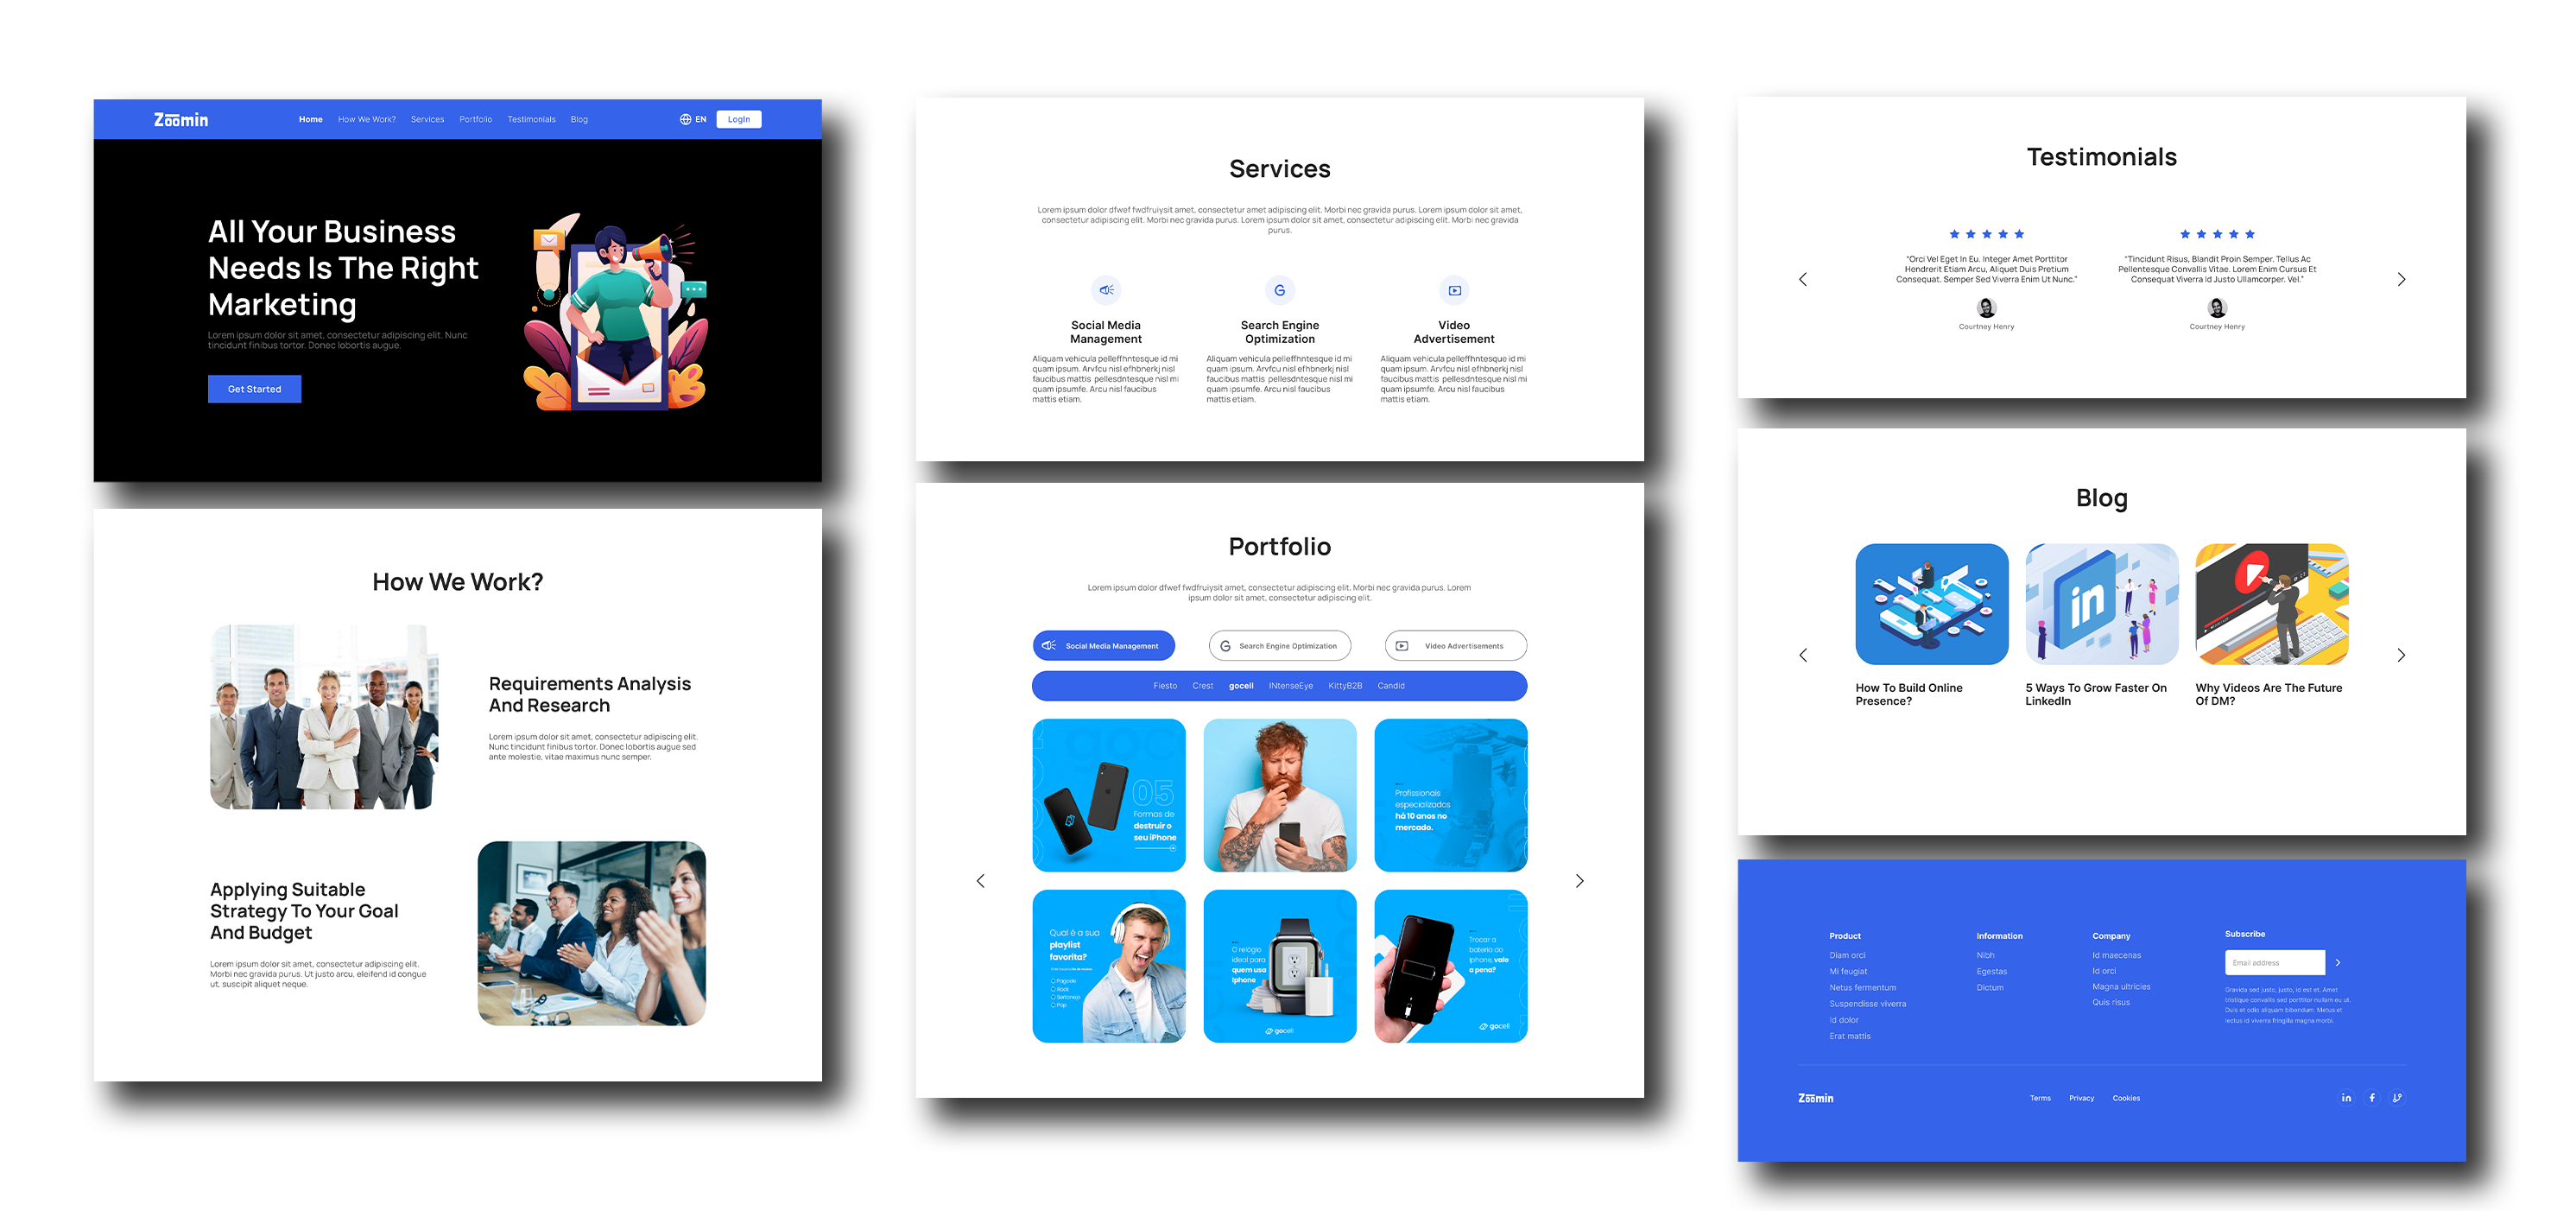 Zoomin
Home How We Work? Services Portfolio Testimonials Blog
EN
LogIn
All Your Business
Needs Is The Right
Marketing
Lorem ipsum dolor sit amet, consectetur adipiscing elit. Nunc
tincidunt finibus tortor. Donec lobortis augue.
Get Started
How We Work?
Requirements Analysis
And Research
Lorem ipsum dolor sit amet, consectetur adipiscing elit.
Nunc tincidunt finibus tortor. Donec lobortis augue sed
ante molestie, vitae maximus nunc semper.
Applying Suitable
Strategy To Your Goal
And Budget
Lorem ipsum dolor sit amet, consectetur adipiscing elit.
Morbi nec gravida purus. Ut justo arcu, eleifend id congue
ut, suscipit aliquet neque.
Services
Lorem ipsum dolor dfwef fwdfruiysit amet, consectetur amet adipiscing elit. Morbi nec gravida purus. Lorem ipsum dolor sit amet,
consectetur adipiscing elit. Morbi nec gravida purus. Lorem ipsum dolor sit amet, consectetur adipiscing elit. Morbi nec gravida
purus.
Social Media
Management
Aliquam vehicula pelleffhntesque id mi
quam ipsum. Arvfcu nisl efhbnerkj nisl
faucibus mattis pellesdntesque nisl mi
quam ipsumfe. Arcu nisl faucibus
mattis etiam.
Search Engine
Optimization
Aliquam vehicula pelleffhntesque id mi
quam ipsum. Arvfcu nisl efhbnerkj nisl
faucibus mattis pellesdntesque nisl mi
quam ipsumfe. Arcu nisl faucibus
mattis etiam.
Video
Advertisement
Aliquam vehicula pelleffhntesque id mi
quam ipsum. Arvfcu nisl efhbnerkj nisl
faucibus mattis pellesdntesque nisl mi
quam ipsumfe. Arcu nisl faucibus
mattis etiam.
Portfolio
Lorem ipsum dolor dfwef fwdfruiysit amet, consectetur adipiscing elit. Morbi nec gravida purus. Lorem
ipsum dolor sit amet, consectetur adipiscing elit.
Social Media Management
Search Engine Optimization
Video Advertisements
Fiesto Crest gocell INtenseEye KittyB2B Candid
goc
05
Formas de
destruir o
seu iPhone
Profissionais
especializados
há 10 anos no
mercado.
Qual é a sua
playlist
favorita?
Pagode
Rock
Sertanejo
Pop
O relógio
ideal para
quem usa
Iphone
gocell
Trocar a
bateria do
Iphone, vale
a pena?
gocell
Testimonials
"Orci Vel Eget In Eu. Integer Amet Porttitor
Hendrerit Etiam Arcu, Aliquet Duis Pretium
Consequat. Semper Sed Viverra Enim Ut Nunc."
Courtney Henry
"Tincidunt Risus, Blandit Proin Semper. Tellus Ac
Pellentesque Convallis Vitae. Lorem Enim Cursus Et
Consequat Viverra Id Justo Ullamcorper. Vel."
Courtney Henry
Blog
in
How To Build Online
Presence?
5 Ways To Grow Faster On
LinkedIn
Why Videos Are The Future
Of DM?
Product
Diam orci
Mi feugiat
Netus fermentum
Suspendisse viverra
Id dolor
Erat mattis
Information
Nibh
Egestas
Dictum
Company
Id maecenas
Id orci
Magna ultricies
Quis risus
Subscribe
Email address
Gravida sed justo, justo, id est et. Amet
tristique convallis sed porttitor nullam eu ut.
Duis et odio aliquam bibendum. Metus et
lectus id viverra fringilla magna morbi.
Zoomin
Terms Privacy Cookies
in f